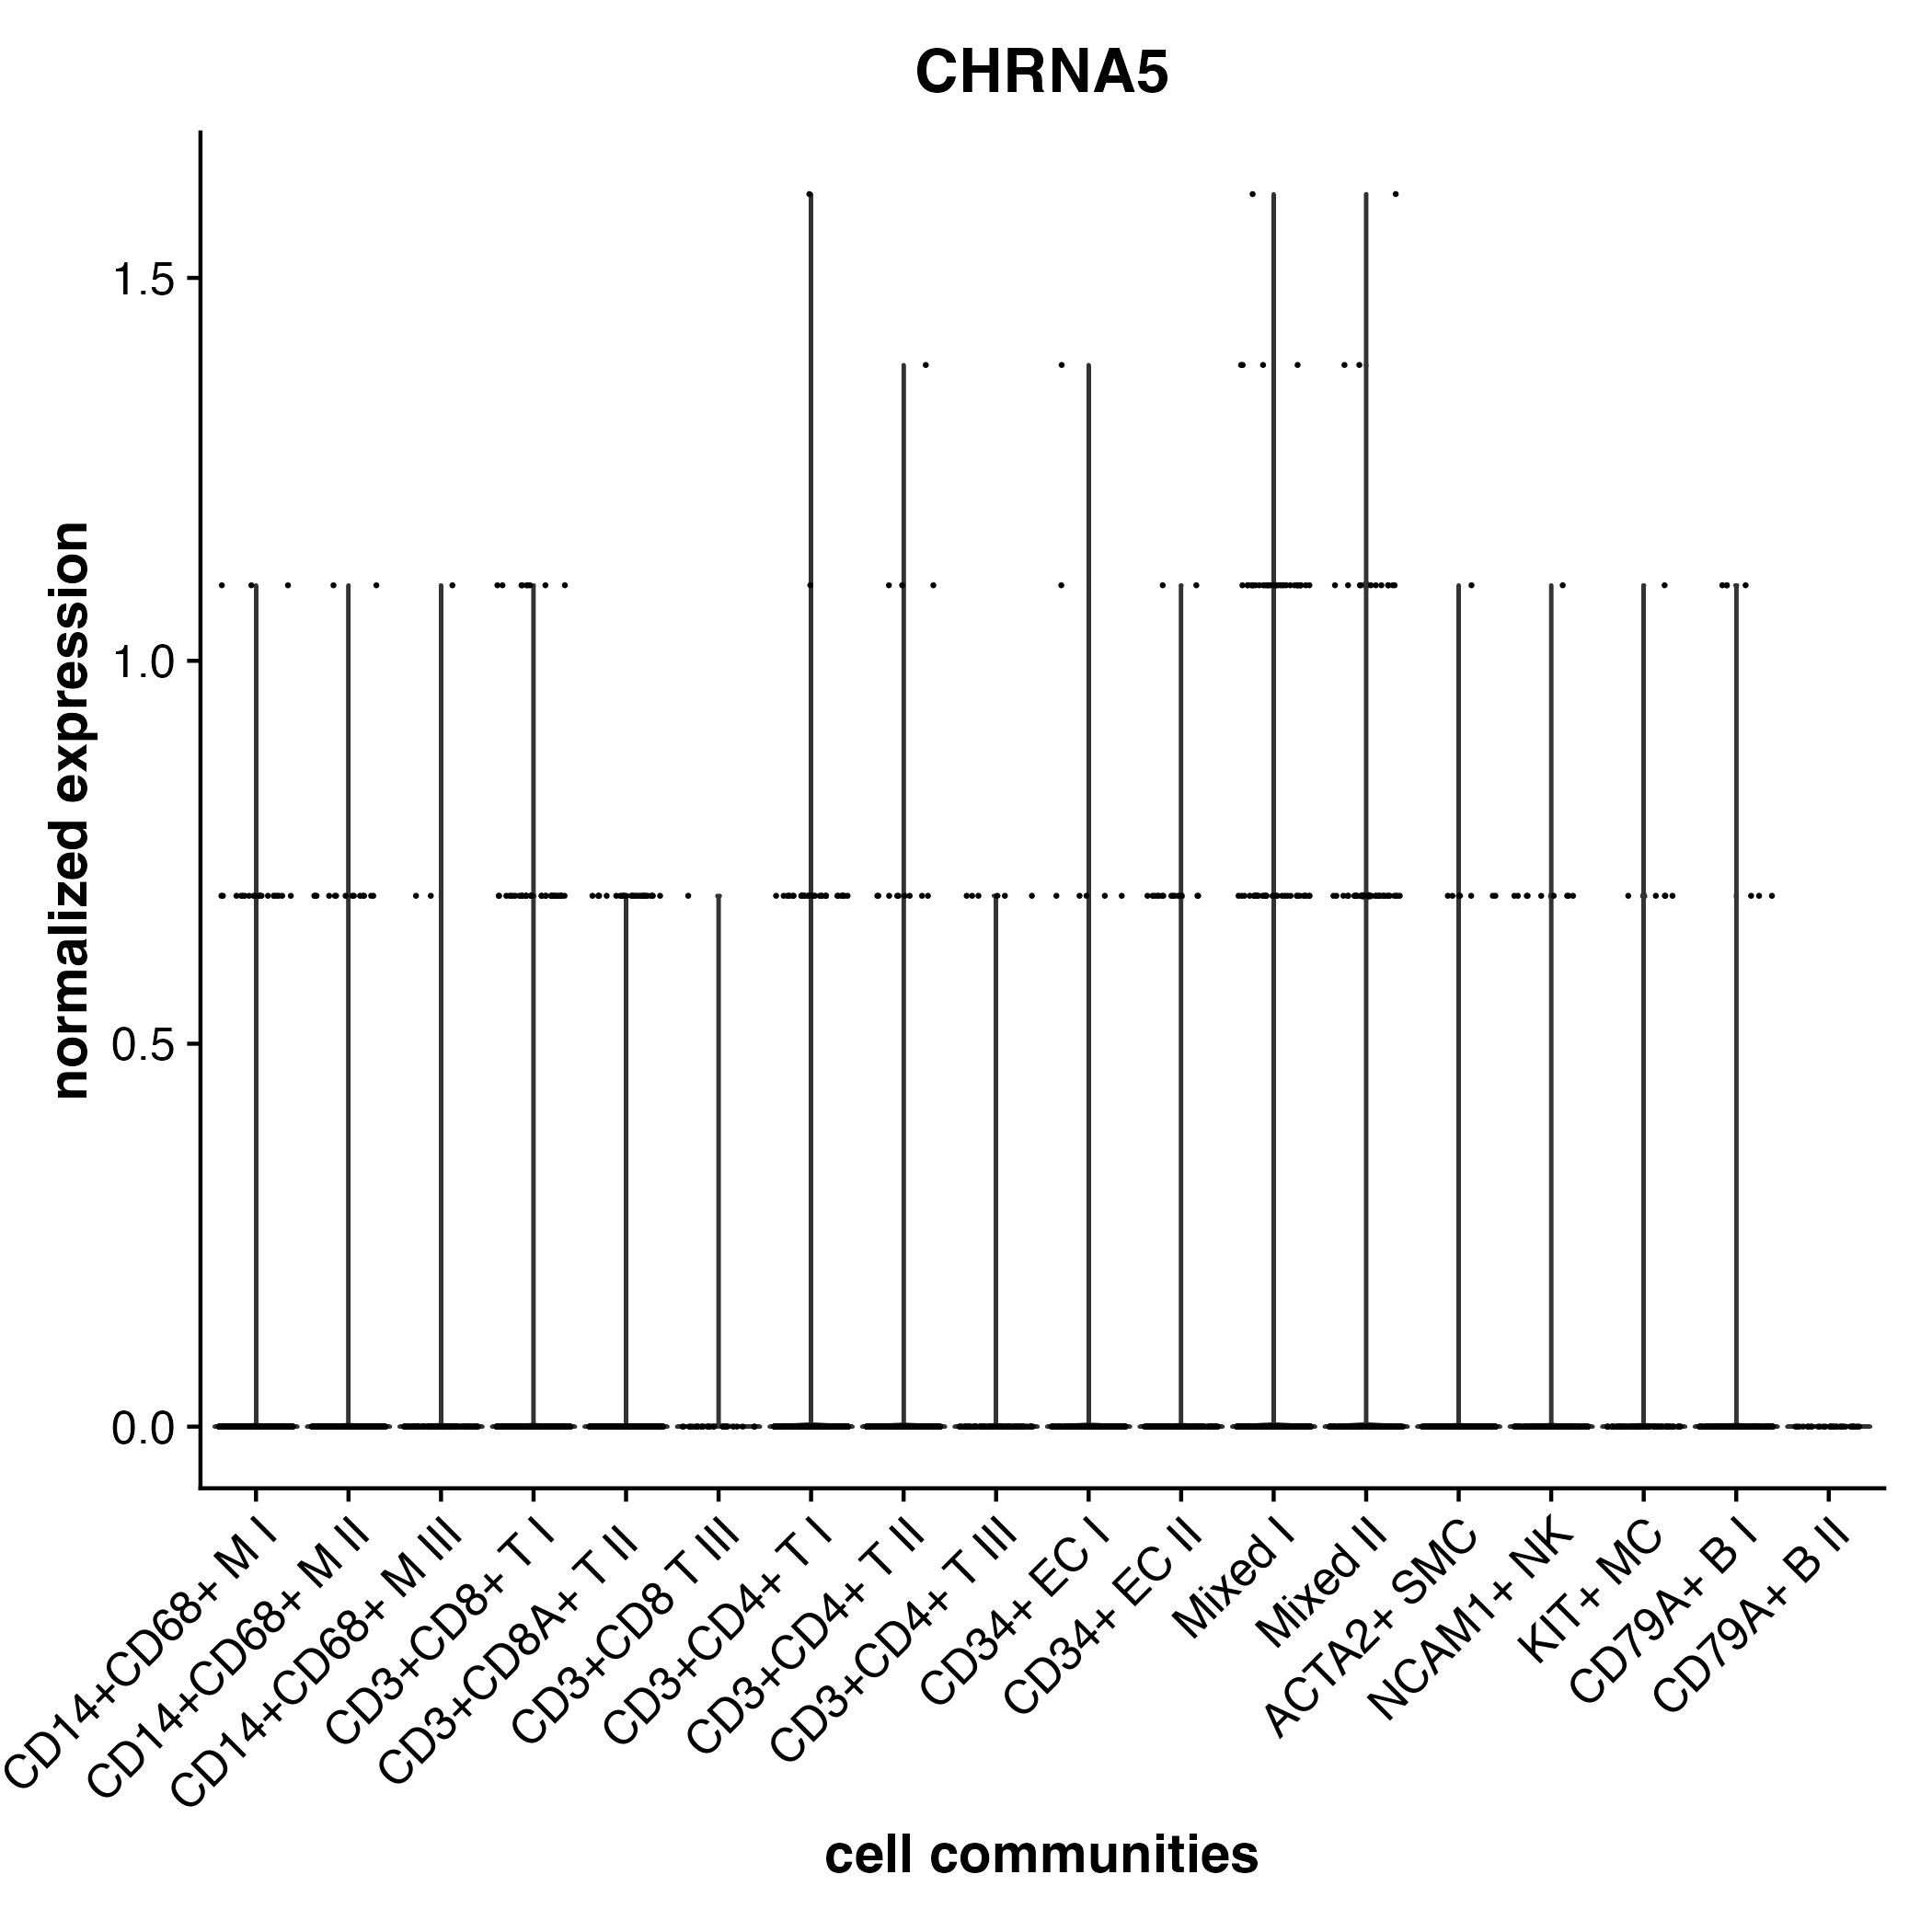 CHRNA5
normalized expression
1.5
1.0
0.5
0.0
CD14+CD68+ M I
CD14+CD68+ M II
CD14+CD68+ M III
CD3+CD8+ T I
CD3+CD8A+ T II
CD3+CD8 T III
CD3+CD4+ T I
CD3+CD4+ T II
CD3+CD4+ T III
CD34+ EC I
CD34+ EC II
Mixed I
Mixed II
ACTA2+ SMC
NCAM1+ NK
KIT+ MC
CD79A+ B I
CD79A+ B II
cell communities